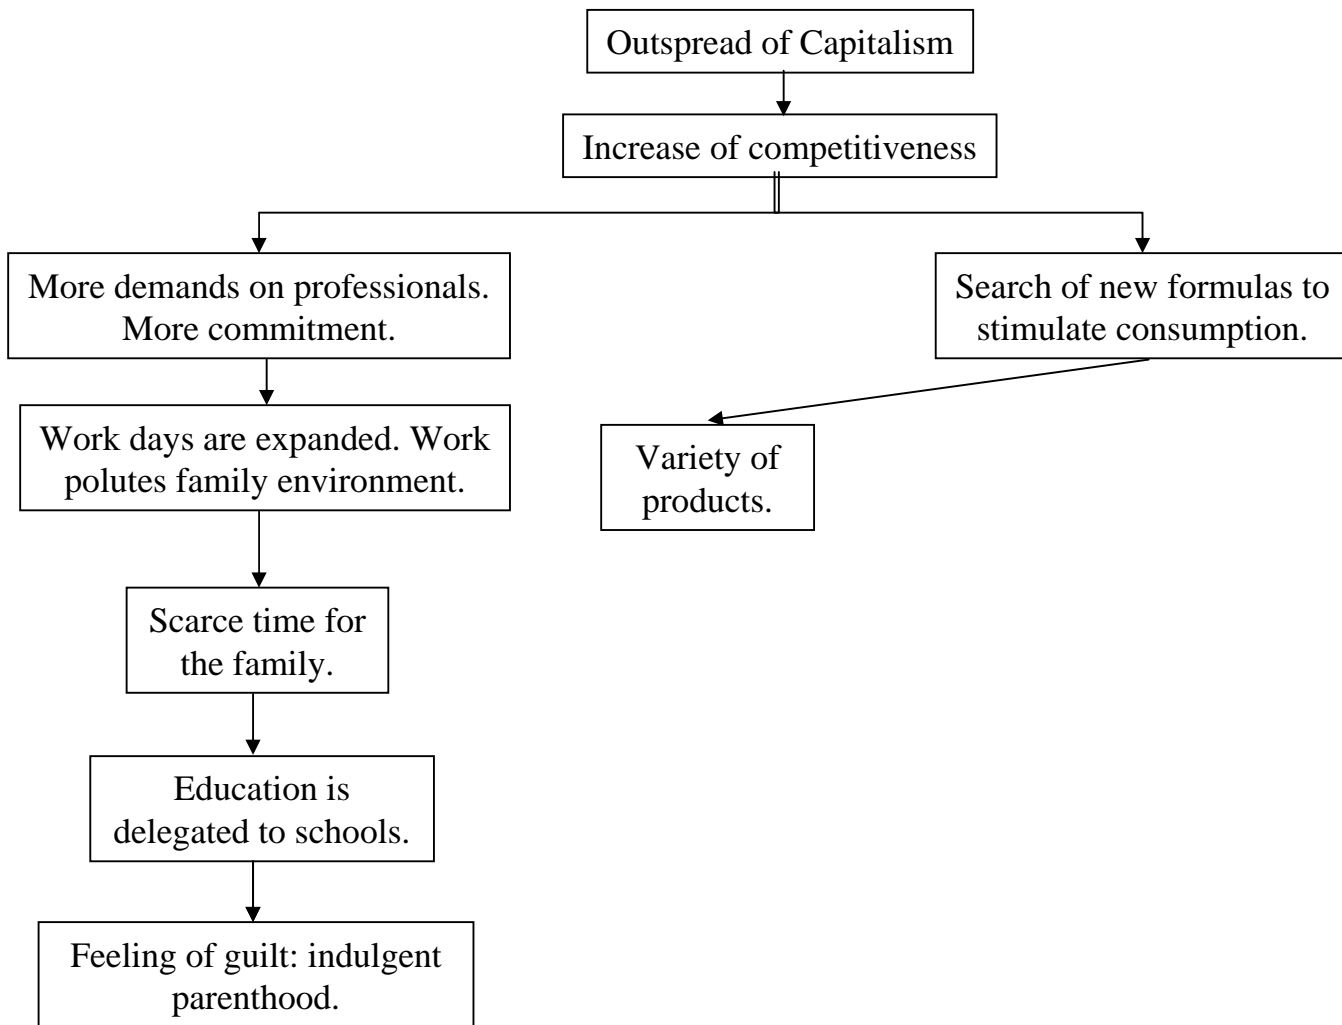 Outspread of Capitalism
Increase of competitiveness
More demands on professionals.
More commitment.
Search of new formulas to
stimulate consumption.
Work days are expanded. Work
polutes family environment.
Variety of
products.
Scarce time for
the family.
Education is
delegated to schools.
Feeling of guilt: indulgent
parenthood.